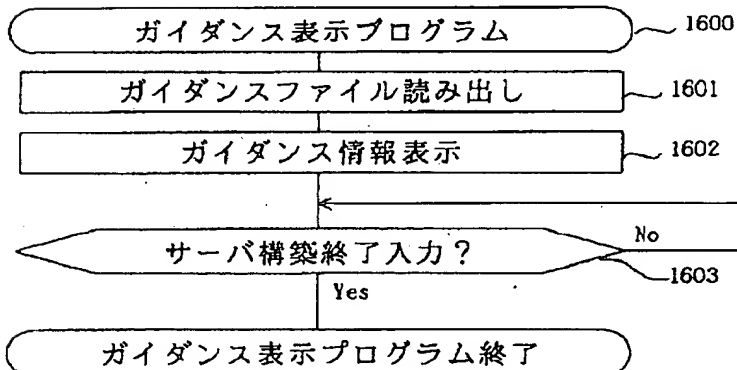 ガイダンス表示プログラム 1600
ガイダンスファイル読み出し 1601
ガイダンス情報表示 1602
サーバ構築終了入力？ No
1603
Yes
ガイダンス表示プログラム終了